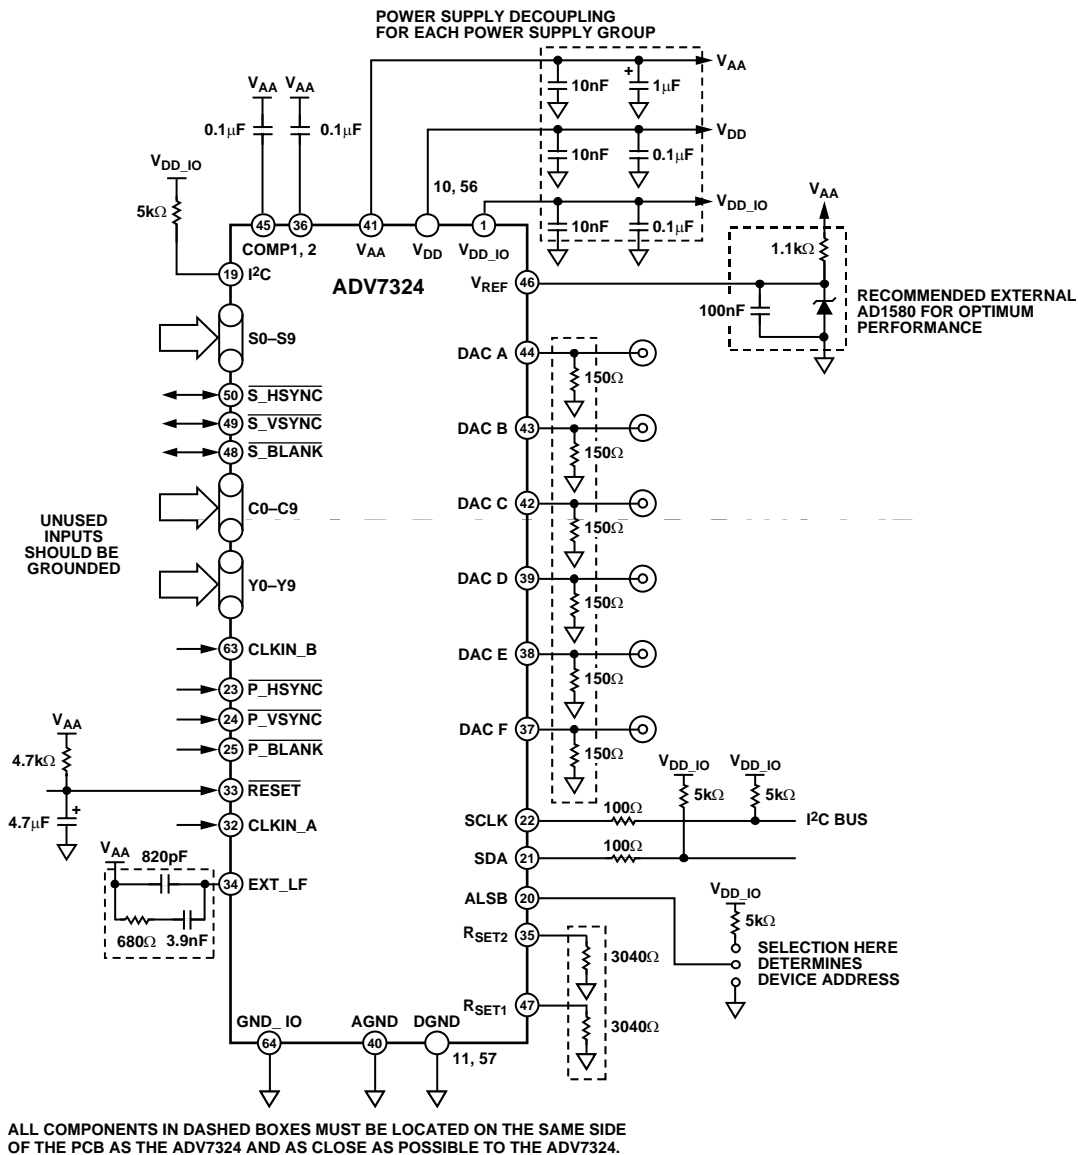 POWER SUPPLY DECOUPLING
FOR EACH POWER SUPPLY GROUP
VAA
VAA
VAA
10nF
+
1µF
0.1µF
0.1µF
VDD
10nF
0.1µF
VDD_IO
5kΩ
10, 56
VDD_IO
10nF
0.1µF
VAA
45
36
41
1
COMP1, 2
VAA
VDD
VDD_IO
1.1kΩ
19
I2C
ADV7324
VREF
46
100nF
RECOMMENDED EXTERNAL
AD1580 FOR OPTIMUM
PERFORMANCE
S0–S9
DAC A
44
150Ω
50
S_HSYNC
49
S_VSYNC
DAC B
43
150Ω
48
S_BLANK
C0–C9
DAC C
42
150Ω
UNUSED
INPUTS
SHOULD BE
GROUNDED
Y0–Y9
DAC D
39
150Ω
63
CLKIN_B
DAC E
38
150Ω
23
P_HSYNC
24
P_VSYNC
DAC F
37
150Ω
25
P_BLANK
VAA
4.7kΩ
33
RESET
+
4.7µF
32
CLKIN_A
VDD_IO
VDD_IO
5kΩ
5kΩ
SCLK
22
100Ω
I2C BUS
SDA
21
100Ω
VAA
820pF
34
EXT_LF
680Ω
3.9nF
ALSB
20
VDD_IO
5kΩ
SELECTION HERE
DETERMINES
DEVICE ADDRESS
RSET2
35
3040Ω
RSET1
47
3040Ω
GND_ IO
AGND
DGND
64
40
11, 57
ALL COMPONENTS IN DASHED BOXES MUST BE LOCATED ON THE SAME SIDE
OF THE PCB AS THE ADV7324 AND AS CLOSE AS POSSIBLE TO THE ADV7324.